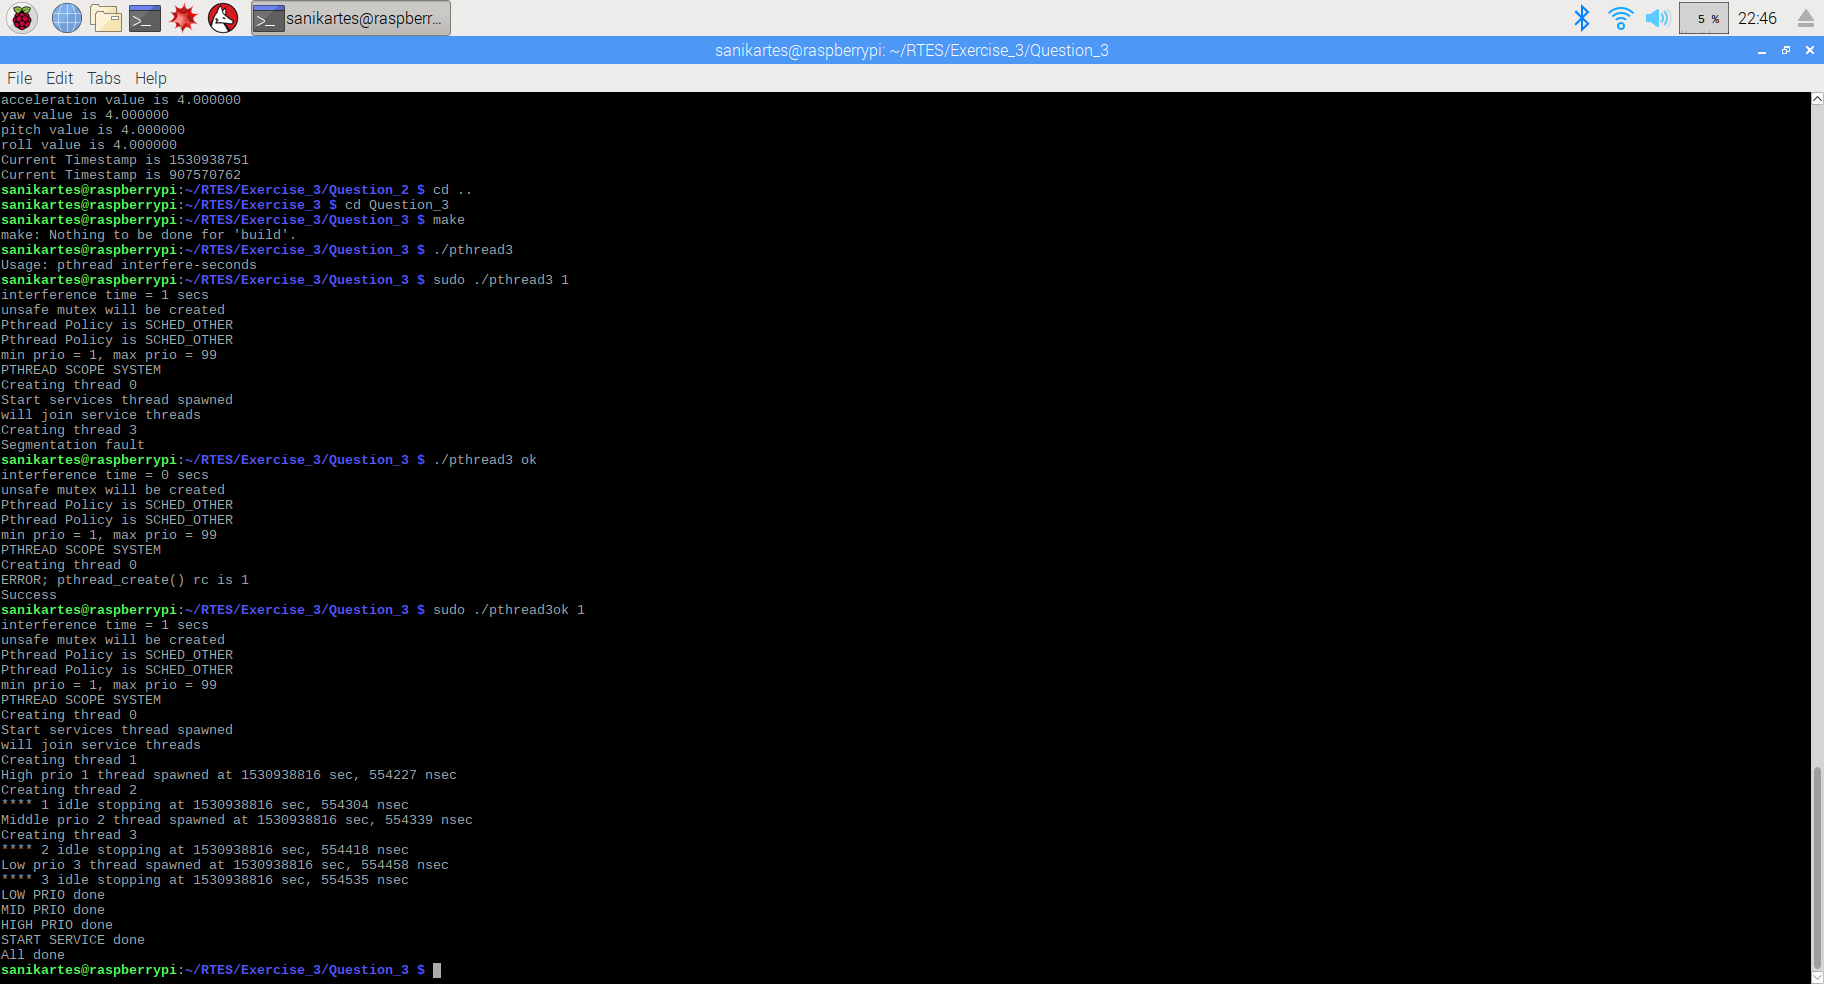 sanikartes@raspberr...
5 %
22:46
sanikartes@raspberrypi: ~/RTES/Exercise_3/Question_3
File Edit Tabs Help
acceleration value is 4.000000
yaw value is 4.000000
pitch value is 4.000000
roll value is 4.000000
Current Timestamp is 1530938751
Current Timestamp is 907570762
sanikartes@raspberrypi:~/RTES/Exercise_3/Question_2 $ cd ..
sanikartes@raspberrypi:~/RTES/Exercise_3 $ cd Question_3
sanikartes@raspberrypi:~/RTES/Exercise_3/Question_3 $ make
make: Nothing to be done for 'build'.
sanikartes@raspberrypi:~/RTES/Exercise_3/Question_3 $ ./pthread3
Usage: pthread interfere-seconds
sanikartes@raspberrypi:~/RTES/Exercise_3/Question_3 $ sudo ./pthread3 1
interference time = 1 secs
unsafe mutex will be created
Pthread Policy is SCHED_OTHER
Pthread Policy is SCHED_OTHER
min prio = 1, max prio = 99
PTHREAD SCOPE SYSTEM
Creating thread 0
Start services thread spawned
will join service threads
Creating thread 3
Segmentation fault
sanikartes@raspberrypi:~/RTES/Exercise_3/Question_3 $ ./pthread3 ok
interference time = 0 secs
unsafe mutex will be created
Pthread Policy is SCHED_OTHER
Pthread Policy is SCHED_OTHER
min prio = 1, max prio = 99
PTHREAD SCOPE SYSTEM
Creating thread 0
ERROR; pthread_create() rc is 1
Success
sanikartes@raspberrypi:~/RTES/Exercise_3/Question_3 $ sudo ./pthread3ok 1
interference time = 1 secs
unsafe mutex will be created
Pthread Policy is SCHED_OTHER
Pthread Policy is SCHED_OTHER
min prio = 1, max prio = 99
PTHREAD SCOPE SYSTEM
Creating thread 0
Start services thread spawned
will join service threads
Creating thread 1
High prio 1 thread spawned at 1530938816 sec, 554227 nsec
Creating thread 2
**** 1 idle stopping at 1530938816 sec, 554304 nsec
Middle prio 2 thread spawned at 1530938816 sec, 554339 nsec
Creating thread 3
**** 2 idle stopping at 1530938816 sec, 554418 nsec
Low prio 3 thread spawned at 1530938816 sec, 554458 nsec
**** 3 idle stopping at 1530938816 sec, 554535 nsec
LOW PRIO done
MID PRIO done
HIGH PRIO done
START SERVICE done
All done
sanikartes@raspberrypi:~/RTES/Exercise_3/Question_3 $